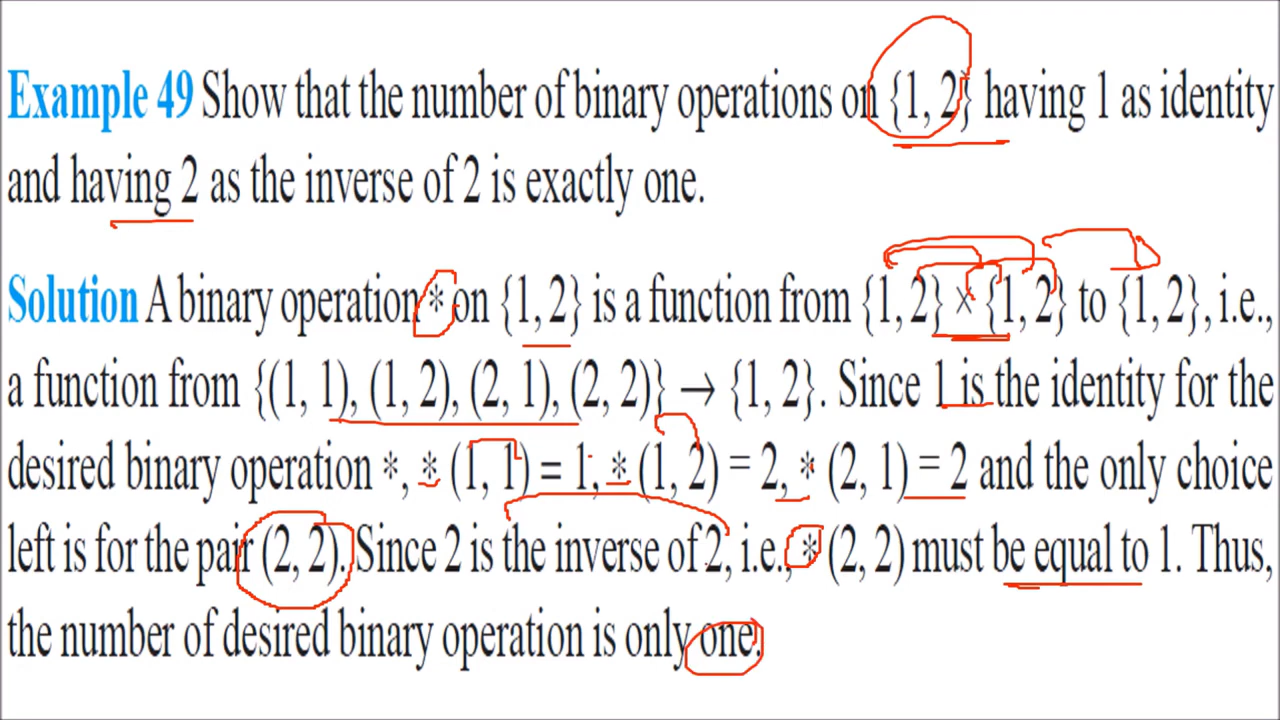 Example 49 Show that the number of binary operations on {1, 2} having 1 as identity
and having 2 as the inverse of 2 is exactly one.
Solution A binary operation * on {1, 2} is a function from {1, 2} × {1, 2} to {1, 2}, i.e.,
a function from {(1, 1), (1, 2), (2, 1), (2, 2)} → {1, 2}. Since 1 is the identity for the
desired binary operation *, * (1, 1) = 1, * (1, 2) = 2, * (2, 1) = 2 and the only choice
left is for the pair (2, 2). Since 2 is the inverse of 2, i.e., * (2, 2) must be equal to 1. Thus,
the number of desired binary operation is only one.